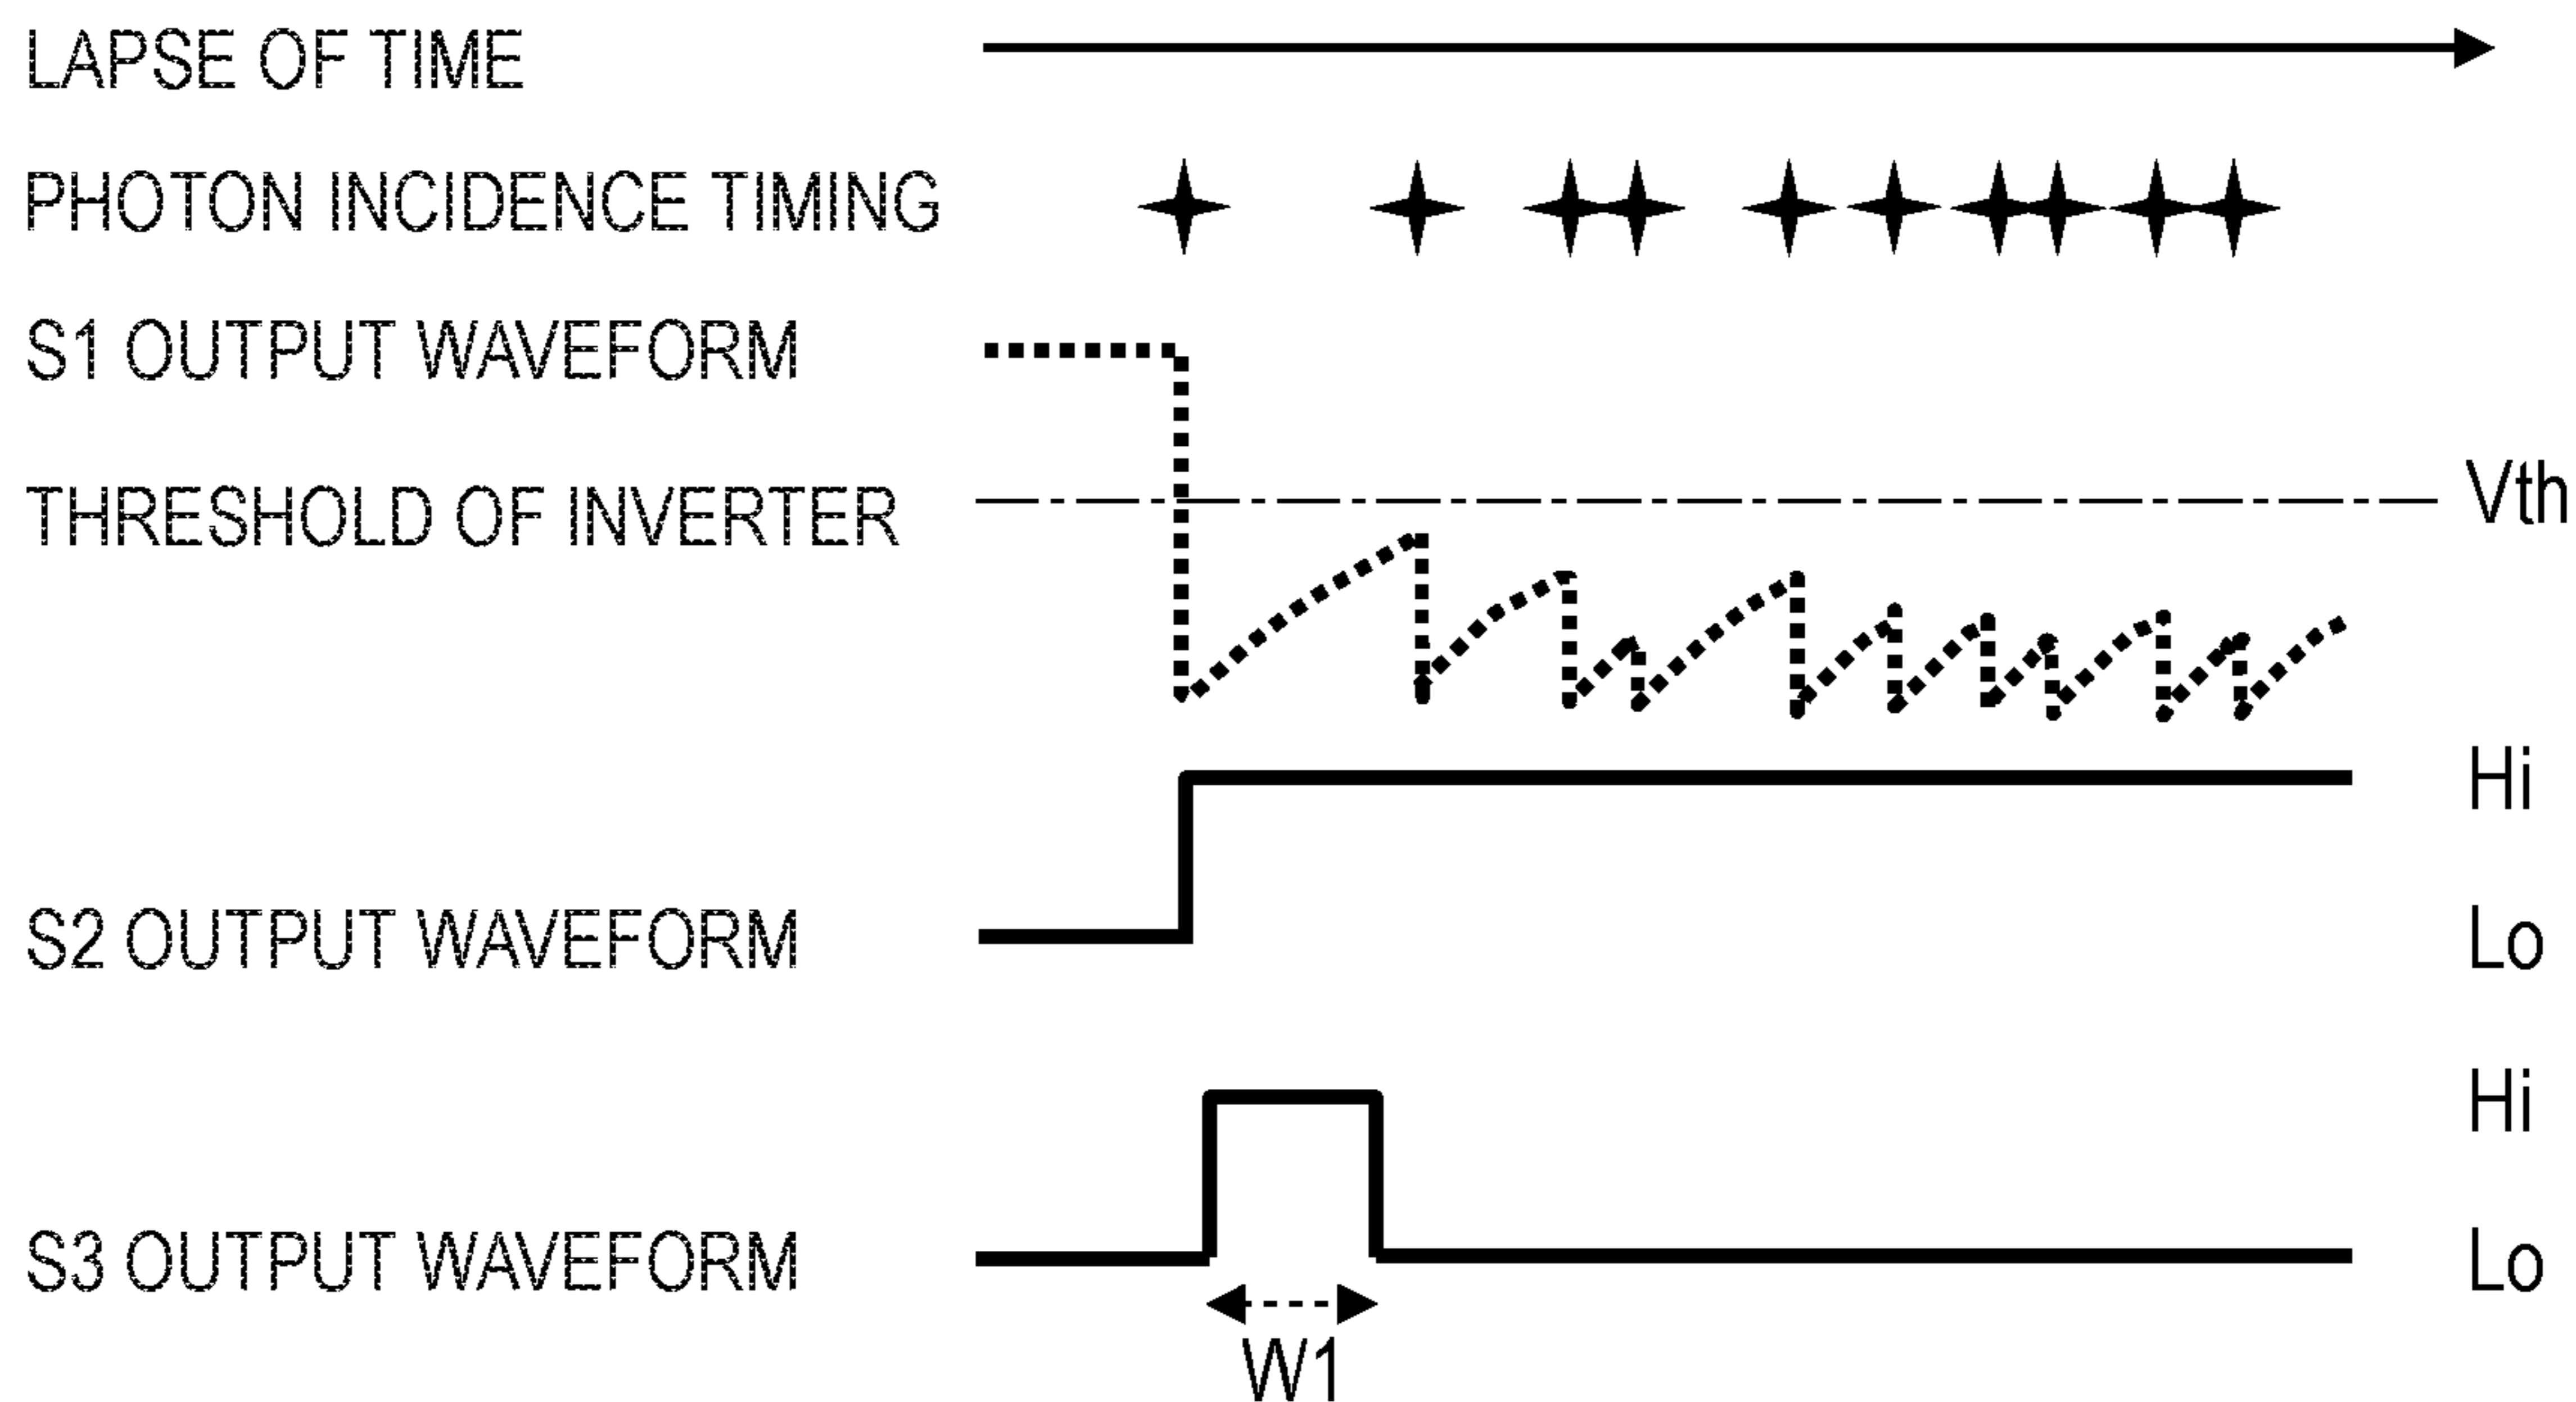 LAPSE OF TIME
PHOTON INCIDENCE TIMING
S1 OUTPUT WAVEFORM
THRESHOLD OF INVERTER
Vth
Hi
S2 OUTPUT WAVEFORM
Lo
Hi
S3 OUTPUT WAVEFORM
Lo
W1